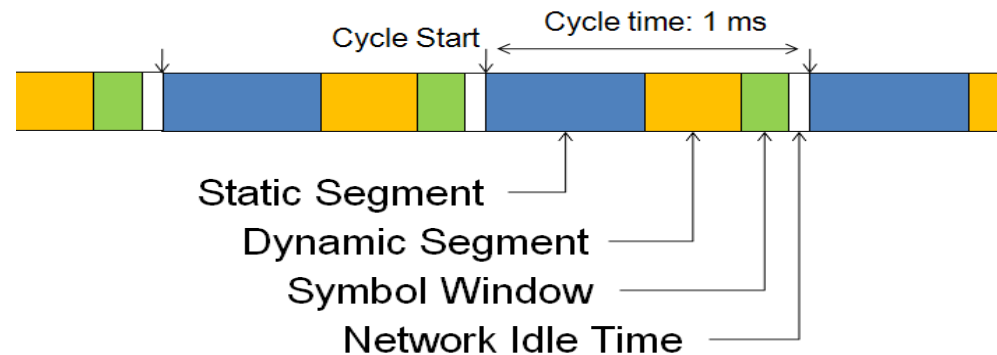 Cycle Start
Cycle time: 1 ms
Static Segment
Dynamic Segment
Symbol Window
Network Idle Time